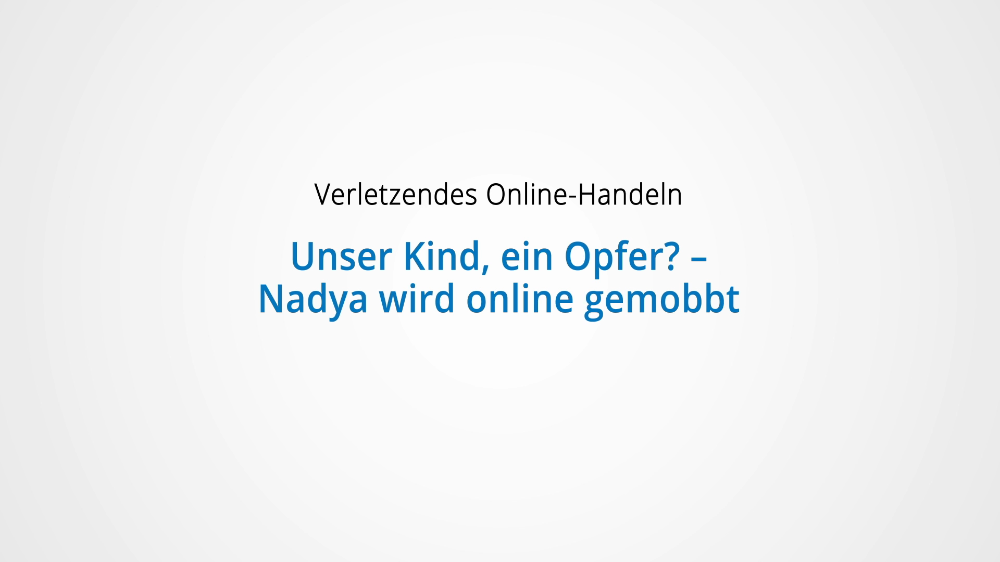 Verletzendes Online-Handeln
Unser Kind, ein Opfer? –
Nadya wird online gemobbt